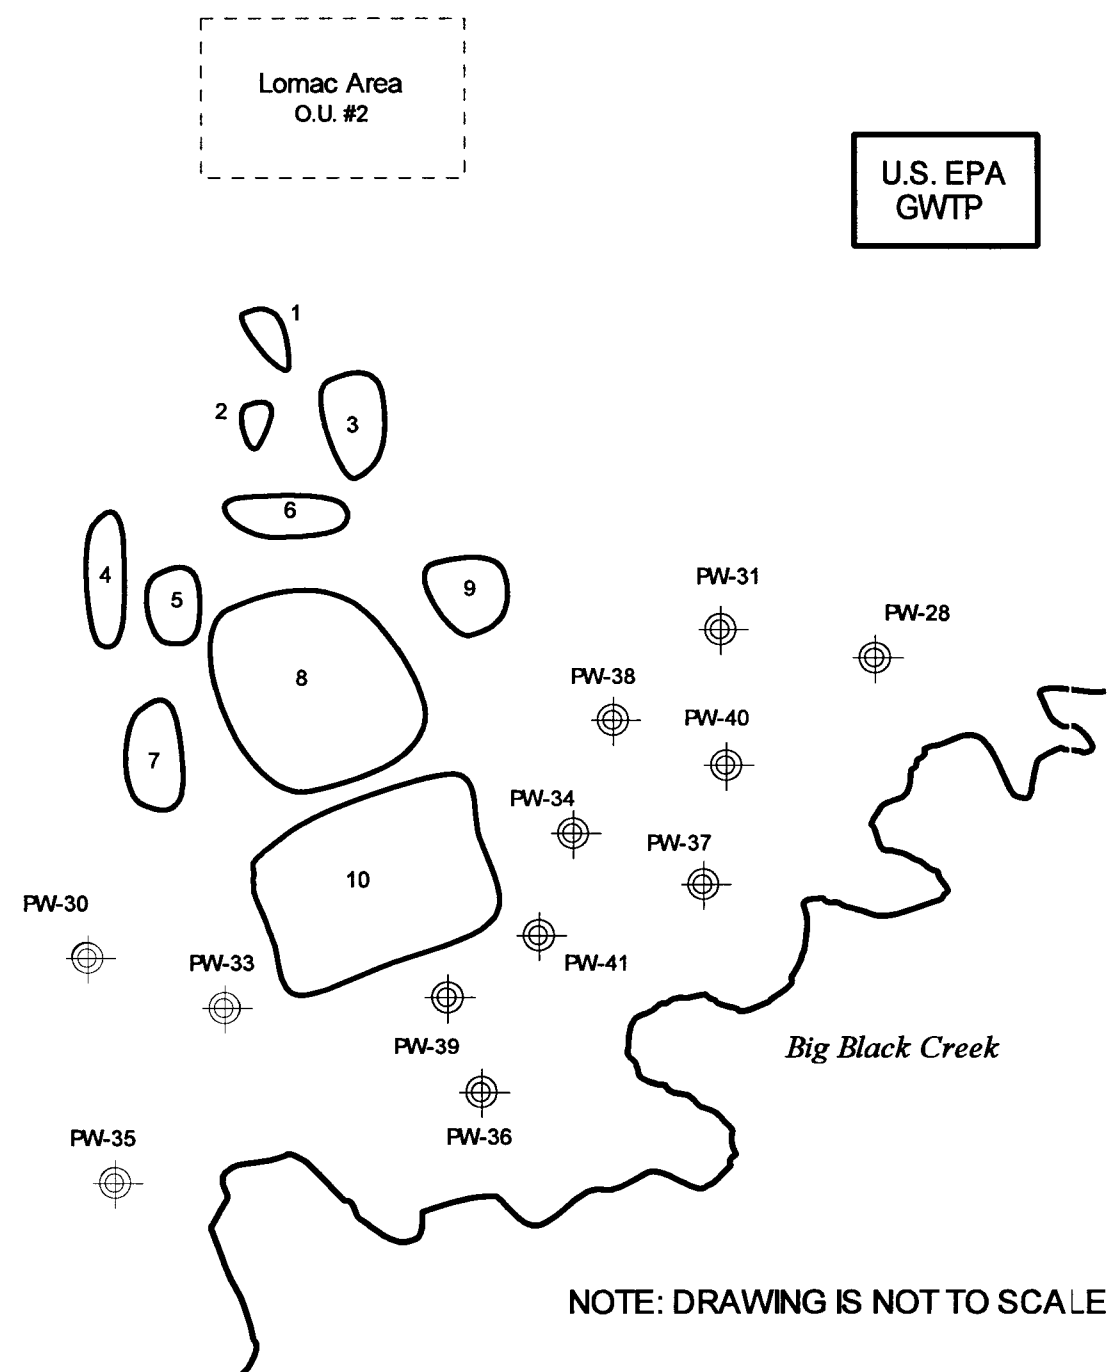 Lomac Area
O.U. #2
U.S. EPA
GWTP
1
2
3
6
4
5
9
PW-31
PW-28
8
PW-38
PW-40
7
PW-34
PW-37
10
PW-30
PW-33
PW-41
PW-39
Big Black Creek
PW-35
PW-36
NOTE: DRAWING IS NOT TO SCALE